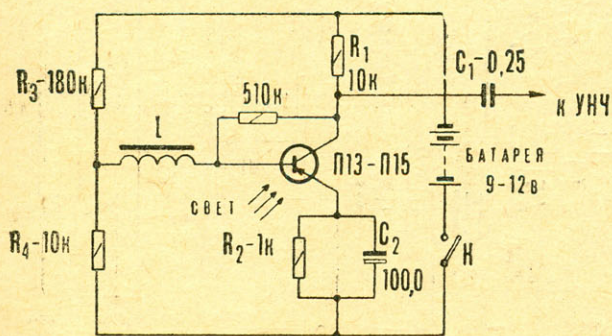 R₁
10к
C₁-0,25
R₃-180к
510к
к УНЧ
L
П13-П15
БАТАРЕЯ
9-12в
СВЕТ
R₄-10к
R₂-1к
C₂
100,0
К